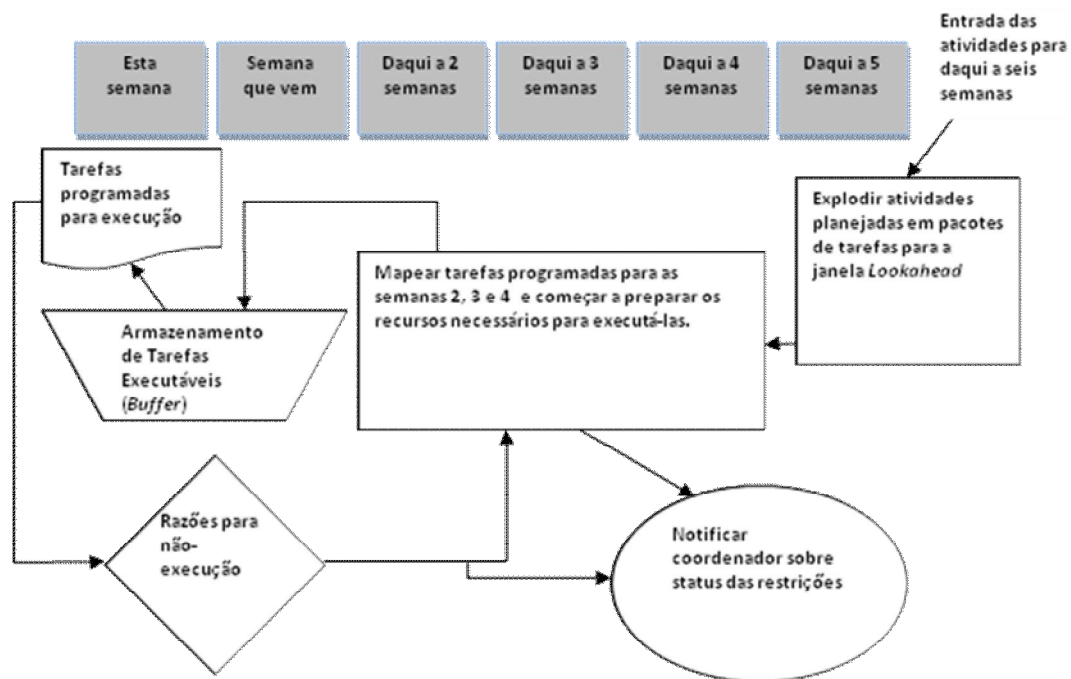 Entrada das
atividades para
daqui a seis
semanas
Esta
semana
Semana
que vem
Daqui a 2
semanas
Daqui a 3
semanas
Daqui a 4
semanas
Daqui a 5
semanas
Tarefas
programadas
para execução
Explodir atividades
planejadas em pacotes
de tarefas para a
janela Lookahead
Mapear tarefas programadas para as
semanas 2, 3 e 4 e começar a preparar os
recursos necessários para executá-las.
Armazenamento
de Tarefas
Executáveis
(Buffer)
Razões para
não-
execução
Notificar
coordenador sobre
status das restrições